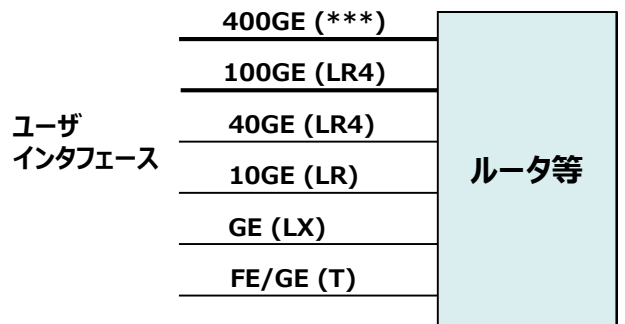 400GE (***)
100GE (LR4)
ユーザ
インタフェース
40GE (LR4)
10GE (LR)
ルータ等
GE (LX)
FE/GE (T)